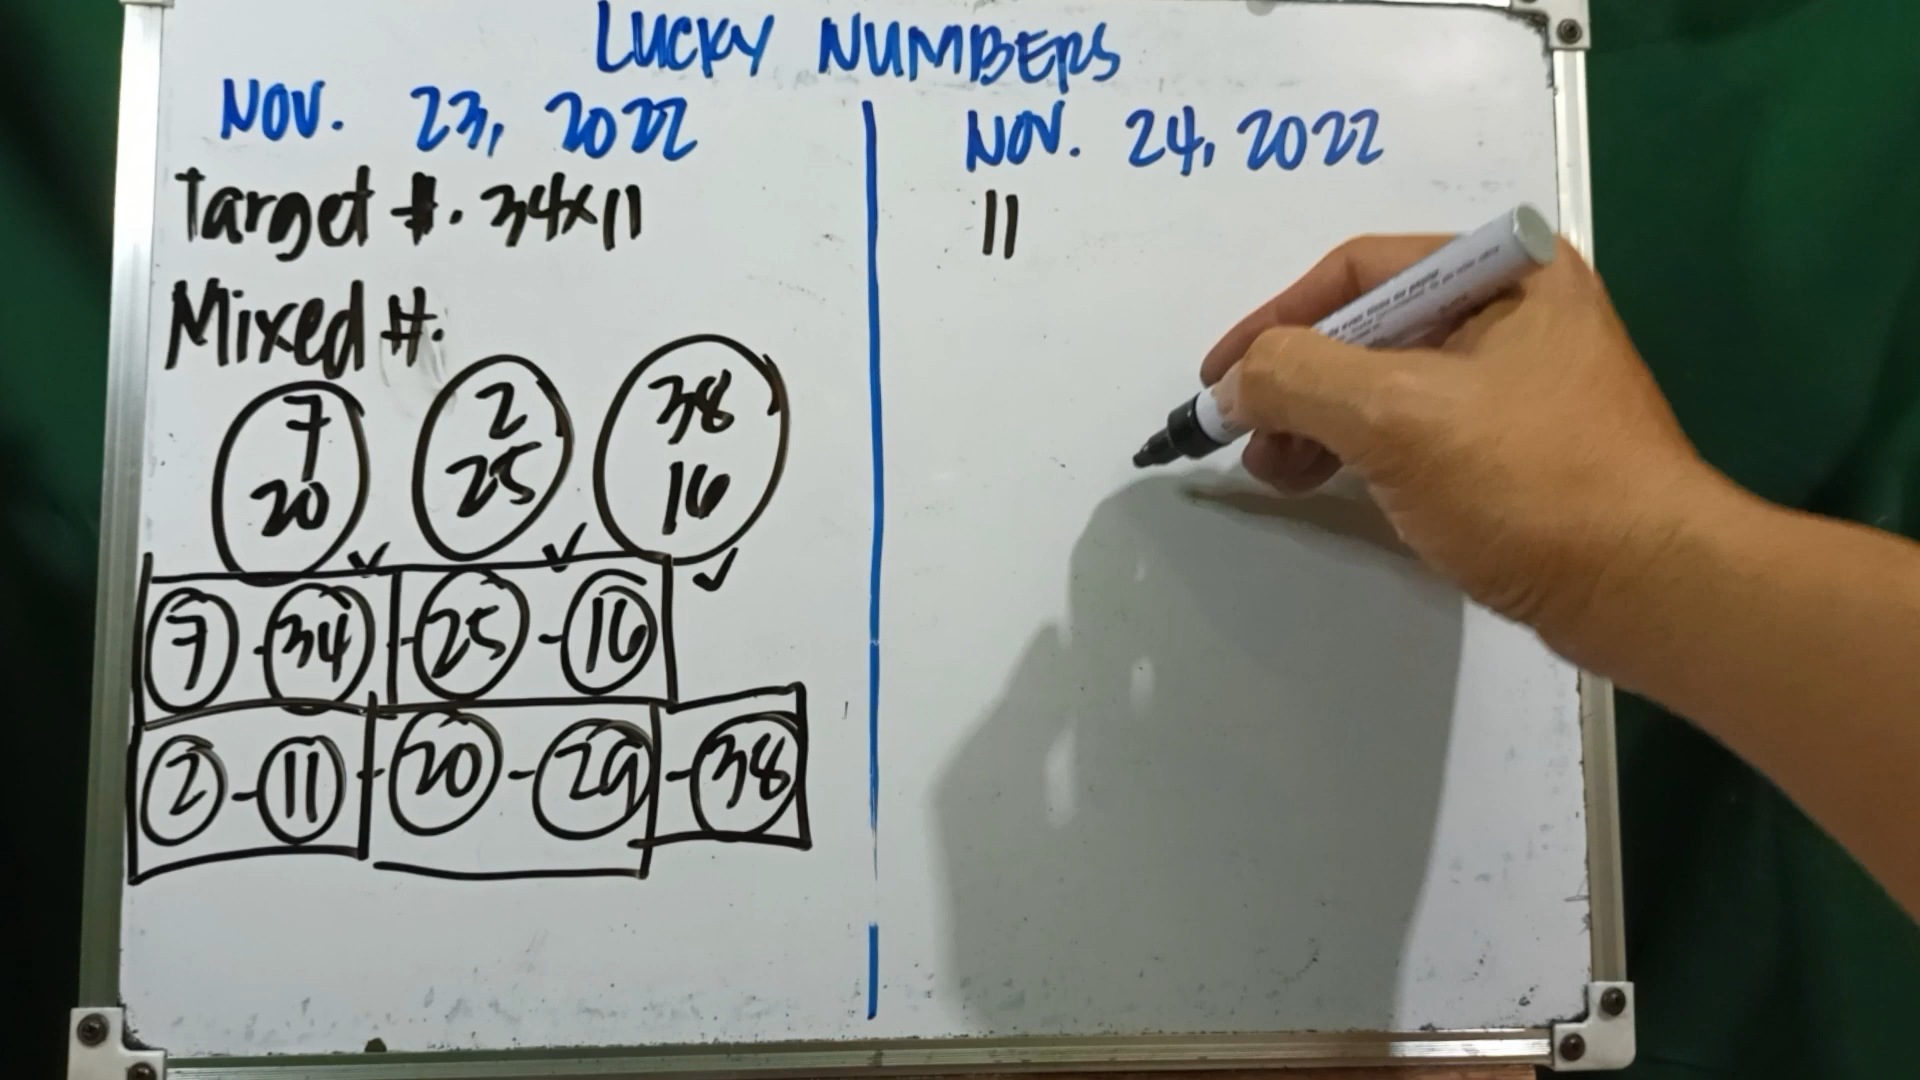 LUCKY NUMBERS
NOV. 23, 2022
Target #. 34x11
Mixed #.
7 2 38
20 25 16
7 - 34 - 25 - 16
2 - 11 - 20 - 29 - 38
NOV. 24, 2022
11